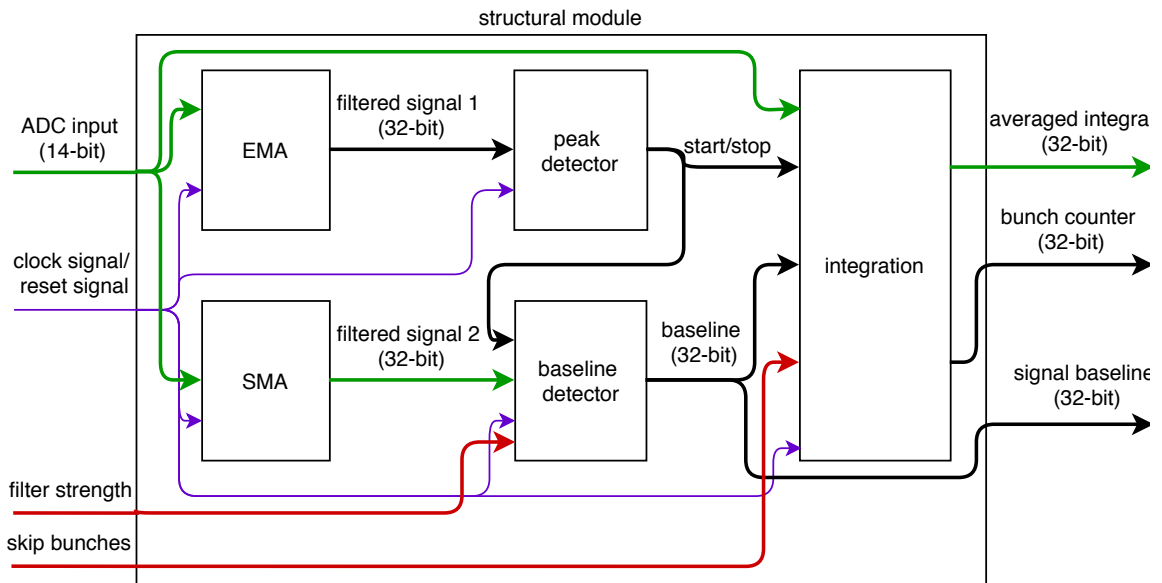 structural module
ADC input
(14-bit)
EMA
filtered signal 1
(32-bit)
peak
detector
start/stop
averaged integra
(32-bit)
bunch counter
(32-bit)
clock signal/
reset signal
integration
SMA
filtered signal 2
(32-bit)
baseline
detector
baseline
(32-bit)
signal baseline
(32-bit)
filter strength
skip bunches